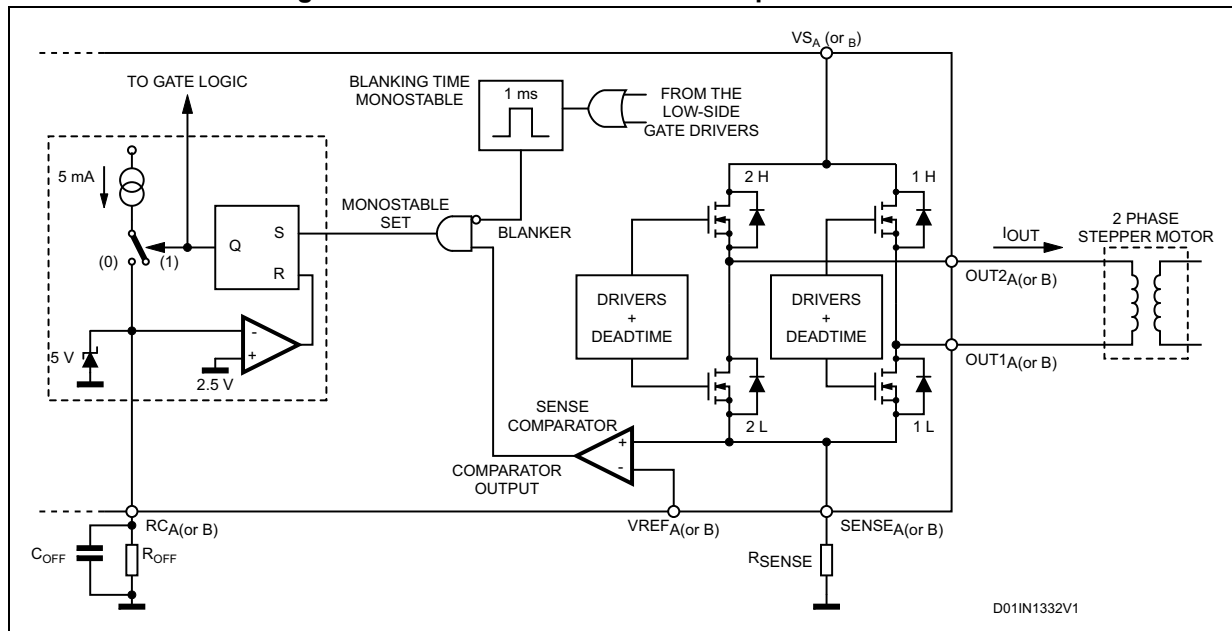 VSA (or B)
TO GATE LOGIC
BLANKING TIME
MONOSTABLE
1 ms
FROM THE
LOW-SIDE
GATE DRIVERS
5 mA
2 H
1 H
MONOSTABLE
SET
BLANKER
S
Q
R
(0)
(1)
IOUT
2 PHASE
STEPPER MOTOR
OUT2A(or B)
DRIVERS
+
DEADTIME
DRIVERS
+
DEADTIME
-
+
5 V
2.5 V
OUT1A(or B)
2 L
1 L
SENSE
COMPARATOR
+
-
COMPARATOR
OUTPUT
RCA(or B)
VREFA(or B)
SENSEA(or B)
COFF
ROFF
RSENSE
D01IN1332V1